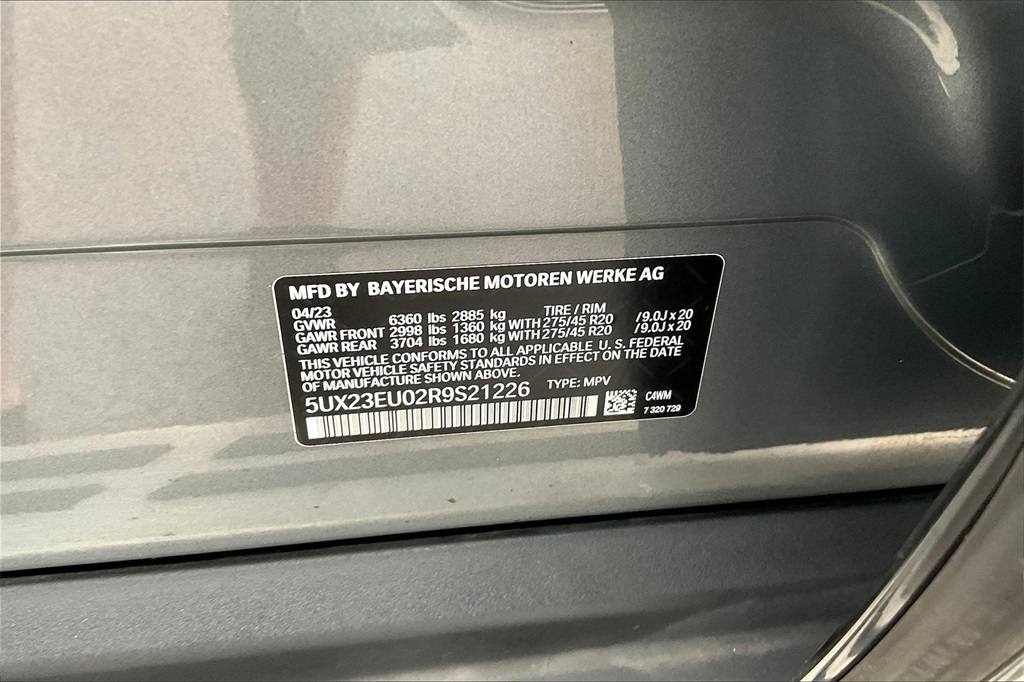 MFD BY BAYERISCHE MOTOREN WERKE AG
04/23 TIRE / RIM
GVWR 6360 lbs 2885 kg
GAWR FRONT 2998 lbs 1360 kg WITH 275/45 R20 /9.0J x 20
GAWR REAR 3704 lbs 1680 kg WITH 275/45 R20 /9.0J x 20
THIS VEHICLE CONFORMS TO ALL APPLICABLE U. S. FEDERAL
MOTOR VEHICLE SAFETY STANDARDS IN EFFECT ON THE DATE
OF MANUFACTURE SHOWN ABOVE.
5UX23EU02R9S21226 TYPE: MPV
C4WM
7 320 729